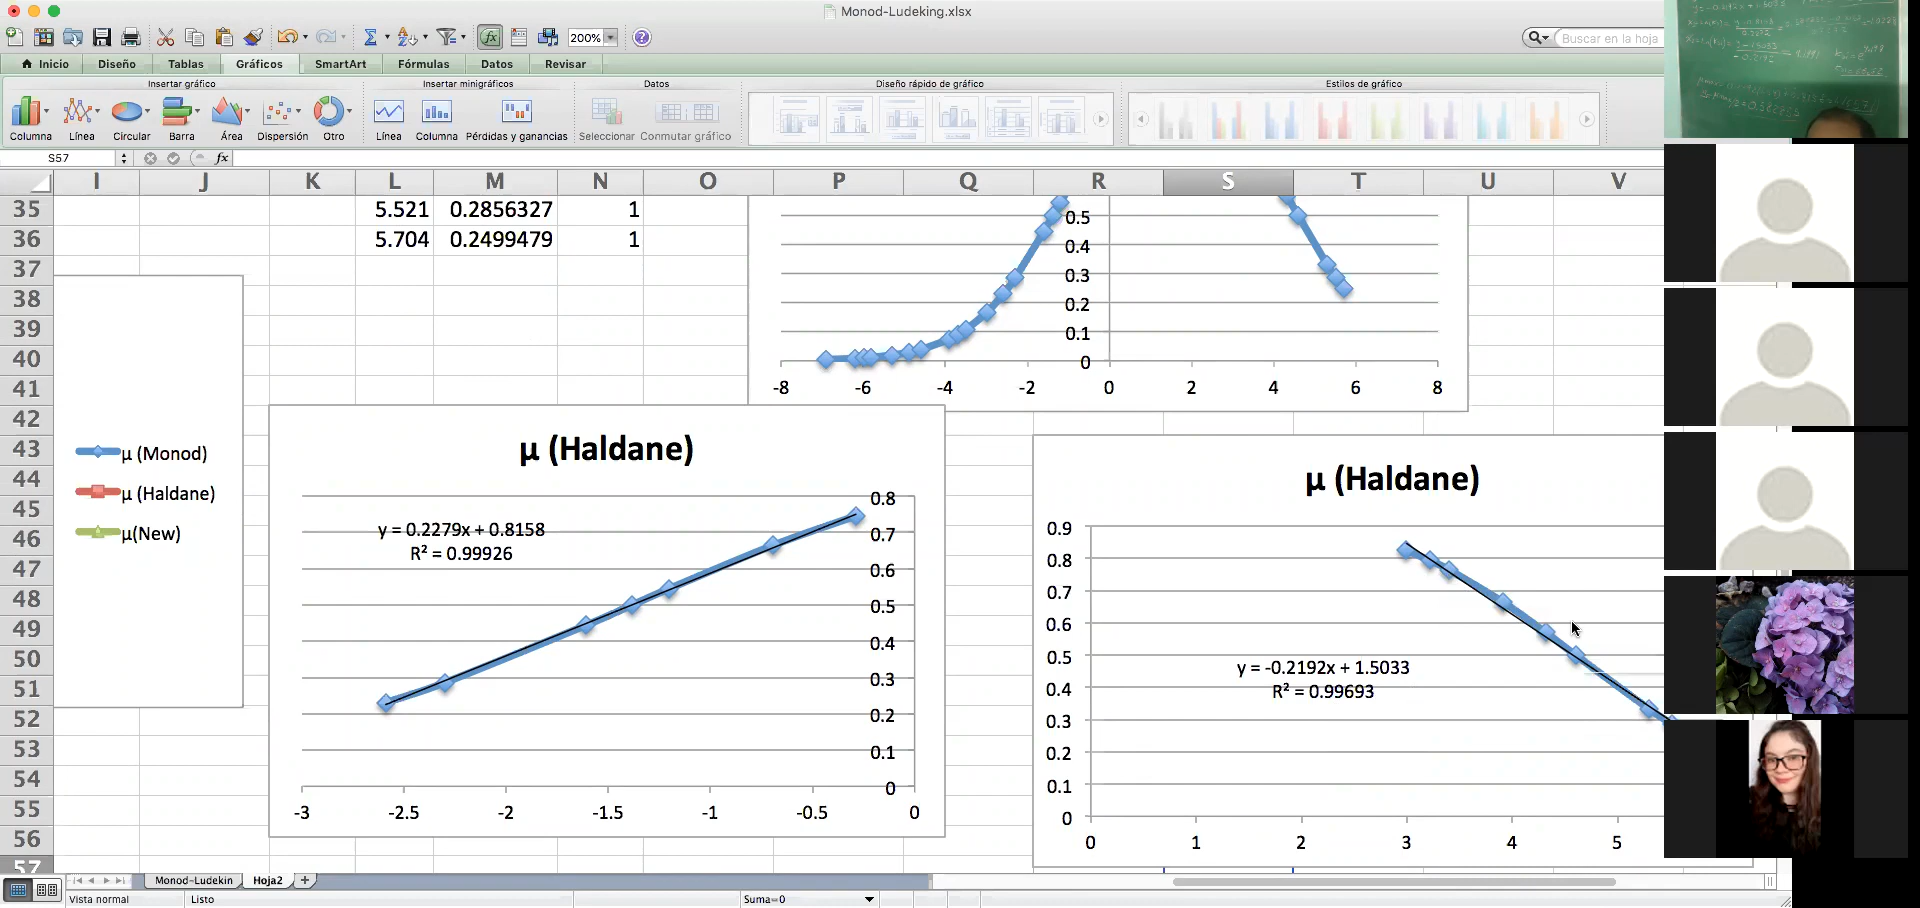 Monod-Ludeking.xlsx
200%
Buscar en la hoja
Inicio Diseño Tablas Gráficos SmartArt Fórmulas Datos Revisar
Insertar gráfico Insertar minigráficos Datos Diseño rápido de gráfico Estilos de gráfico
Columna Línea Circular Barra Área Dispersión Otro Línea Columna Pérdidas y ganancias Seleccionar Conmutar gráfico
S57 fx
I J K L M N O P Q R S T U V
35 5.521 0.2856327 1
36 5.704 0.2499479 1
37
38
39
40
41
42
43
44
45
46
47
48
49
50
51
52
53
54
55
56
57
0.5
0.4
0.3
0.2
0.1
0
-8 -6 -4 -2 0 2 4 6 8
μ (Monod)
μ (Haldane)
μ(New)
μ (Haldane)
y = 0.2279x + 0.8158
R² = 0.99926
0.8
0.7
0.6
0.5
0.4
0.3
0.2
0.1
0
-3 -2.5 -2 -1.5 -1 -0.5 0
μ (Haldane)
0.9
0.8
0.7
0.6
0.5
0.4
0.3
0.2
0.1
0
y = -0.2192x + 1.5033
R² = 0.99693
0 1 2 3 4 5
Monod-Ludekin Hoja2
Vista normal Listo Suma=0